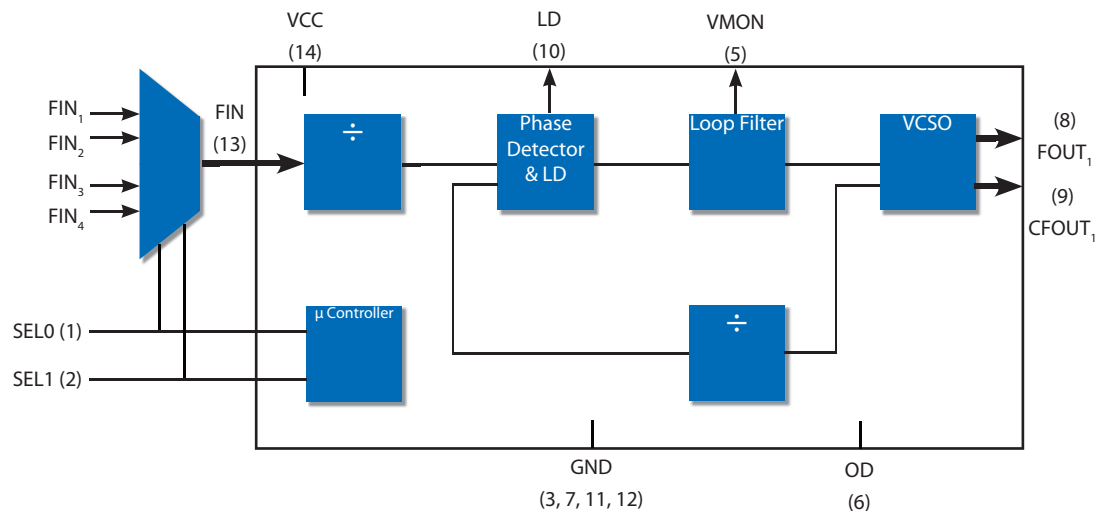 VCC
(14)
LD
(10)
VMON
(5)
FIN₁
FIN₂
FIN₃
FIN₄
FIN
(13)
÷
Phase
Detector
& LD
Loop Filter
VCSO
(8)
FOUT₁
(9)
CFOUT₁
SEL0 (1)
SEL1 (2)
µ Controller
÷
GND
(3, 7, 11, 12)
OD
(6)